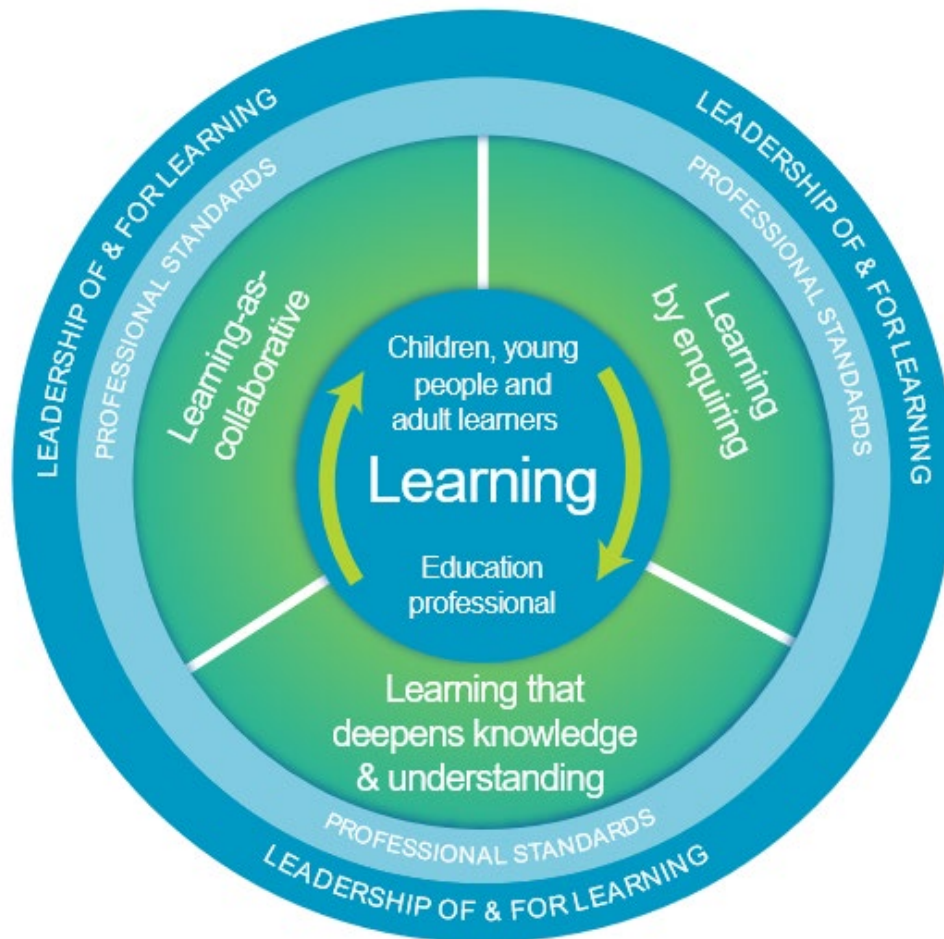 LEADERSHIP OF & FOR LEARNING
LEADERSHIP OF & FOR LEARNING
PROFESSIONAL STANDARDS
PROFESSIONAL STANDARDS
Learning-as-
collaborative
Learning
by enquiring
Children, young
people and
adult learners
Learning
Education
professional
Learning that
deepens knowledge
& understanding
PROFESSIONAL STANDARDS
LEADERSHIP OF & FOR LEARNING